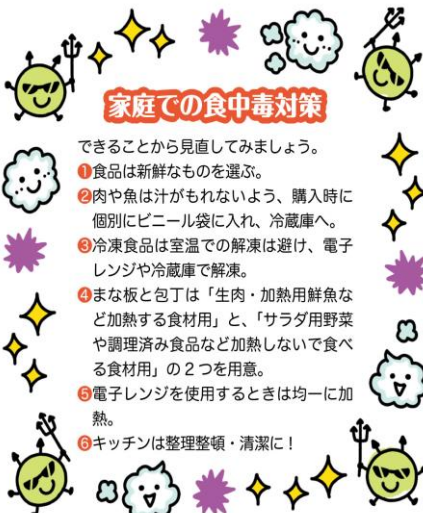 家庭での食中毒対策
できることから見直してみましょう。
❶食品は新鮮なものを選ぶ。
❷肉や魚は汁がもれないよう、購入時に
個別にビニール袋に入れ、冷蔵庫へ。
❸冷凍食品は室温での解凍は避け、電子
レンジや冷蔵庫で解凍。
❹まな板と包丁は「生肉・加熱用鮮魚な
ど加熱する食材用」と、「サラダ用野菜
や調理済み食品など加熱しないで食べ
る食材用」の2つを用意。
❺電子レンジを使用するときは均一に加
熱。
❻キッチンは整理整頓・清潔に!